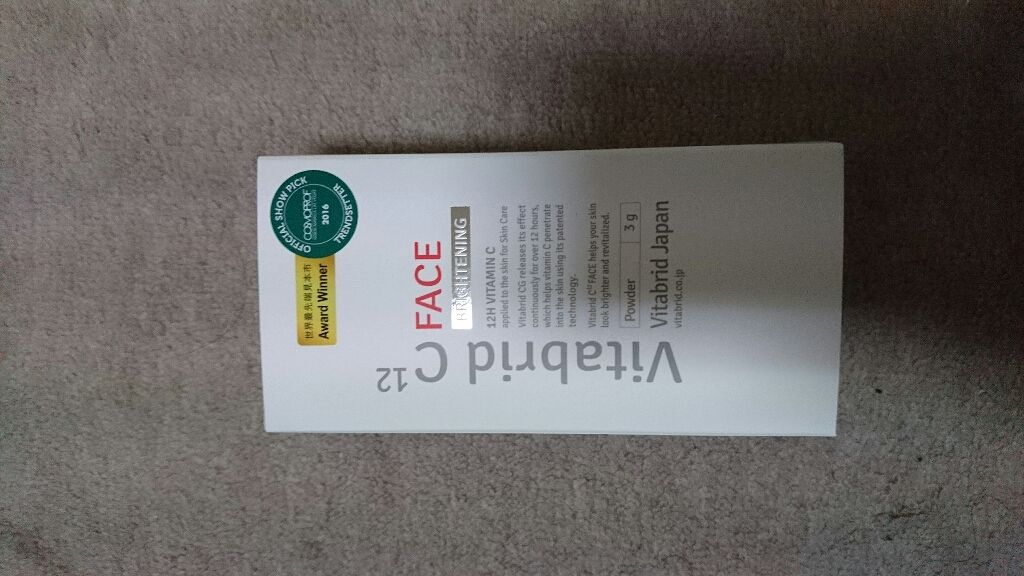 OFFICIAL SHOW PICK
COSMOPROF
2016
TRENDSETTER
世界最先端見本市
Award Winner
Vitabrid C12
FACE
BRIGHTENING
12H VITAMIN C
applied to the skin for Skin Care
Vitabrid CG releases its effect
continuously for over 12 hours,
which helps vitamin C penetrate
into the skin using its patented
technology.
Vitabrid C¹² FACE helps your skin
look brighter and revitalized.
Powder 3 g
Vitabrid Japan
vitabrid.co.jp